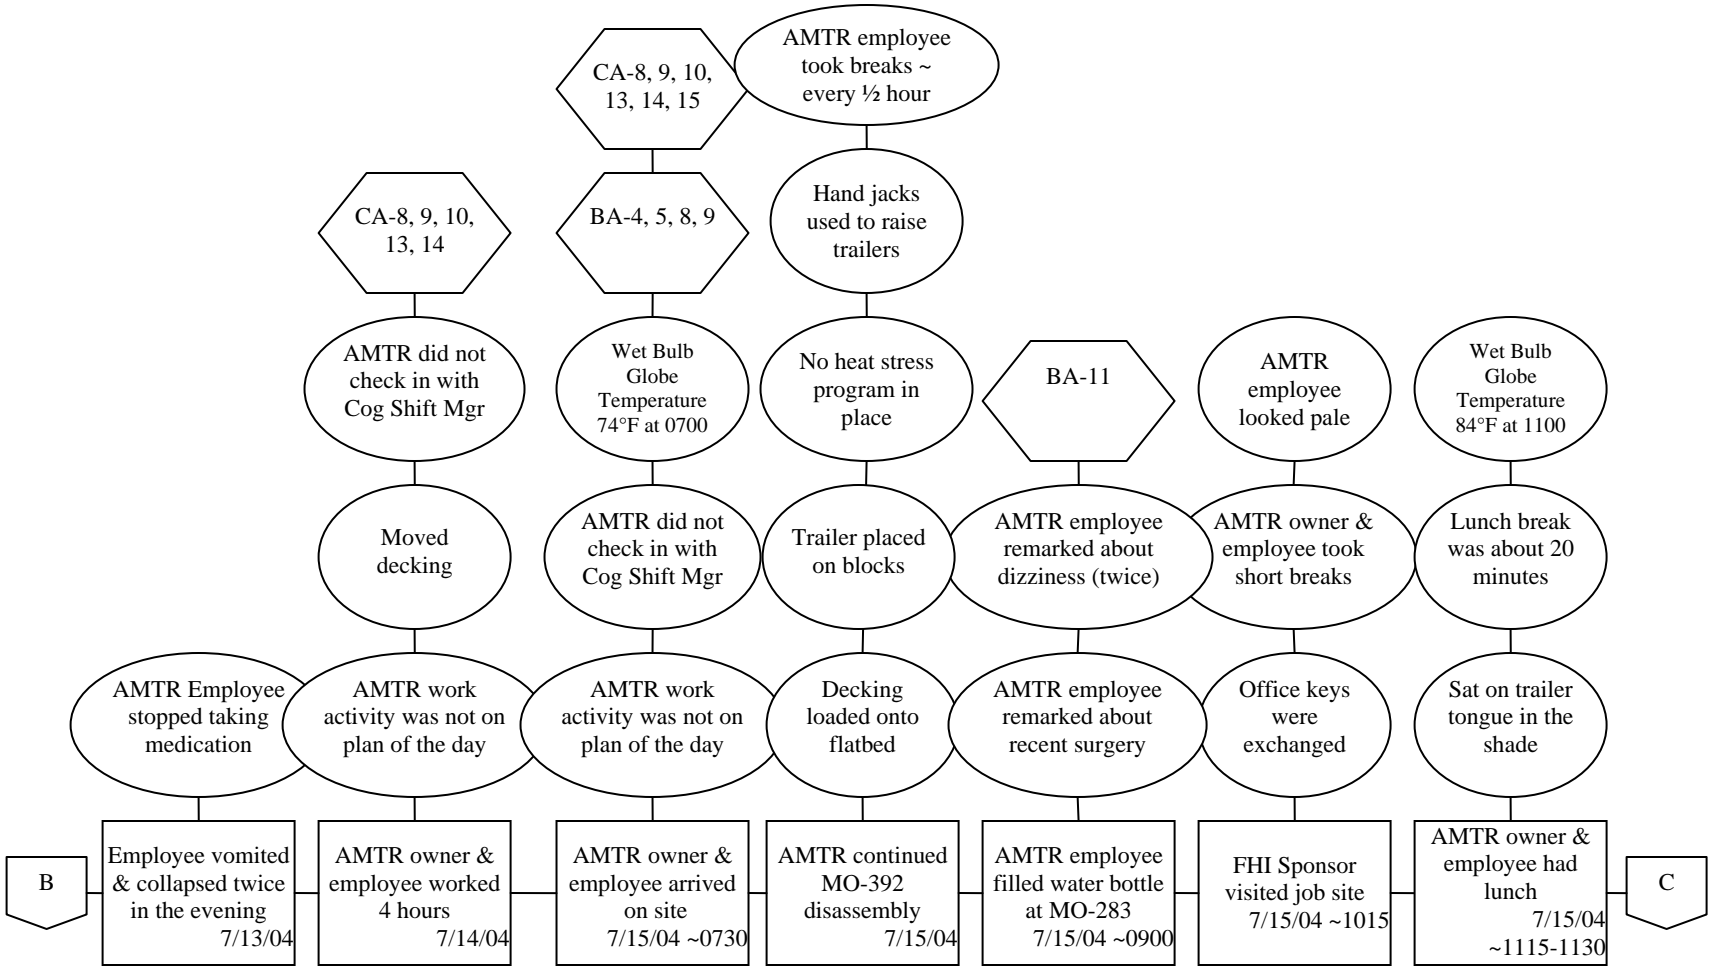 AMTR employee
took breaks ~
every ½ hour
CA-8, 9, 10,
13, 14, 15
Hand jacks
used to raise
trailers
CA-8, 9, 10,
13, 14
BA-4, 5, 8, 9
AMTR did not
check in with
Cog Shift Mgr
Wet Bulb
Globe
Temperature
74°F at 0700
No heat stress
program in
place
BA-11
AMTR
employee
looked pale
Wet Bulb
Globe
Temperature
84°F at 1100
Moved
decking
AMTR did not
check in with
Cog Shift Mgr
Trailer placed
on blocks
AMTR employee
remarked about
dizziness (twice)
AMTR owner &
employee took
short breaks
Lunch break
was about 20
minutes
AMTR Employee
stopped taking
medication
AMTR work
activity was not on
plan of the day
AMTR work
activity was not on
plan of the day
Decking
loaded onto
flatbed
AMTR employee
remarked about
recent surgery
Office keys
were
exchanged
Sat on trailer
tongue in the
shade
B
Employee vomited
& collapsed twice
in the evening
7/13/04
AMTR owner &
employee worked
4 hours
7/14/04
AMTR owner &
employee arrived
on site
7/15/04 ~0730
AMTR continued
MO-392
disassembly
7/15/04
AMTR employee
filled water bottle
at MO-283
7/15/04 ~0900
FHI Sponsor
visited job site
7/15/04 ~1015
AMTR owner &
employee had
lunch
7/15/04
~1115-1130
C